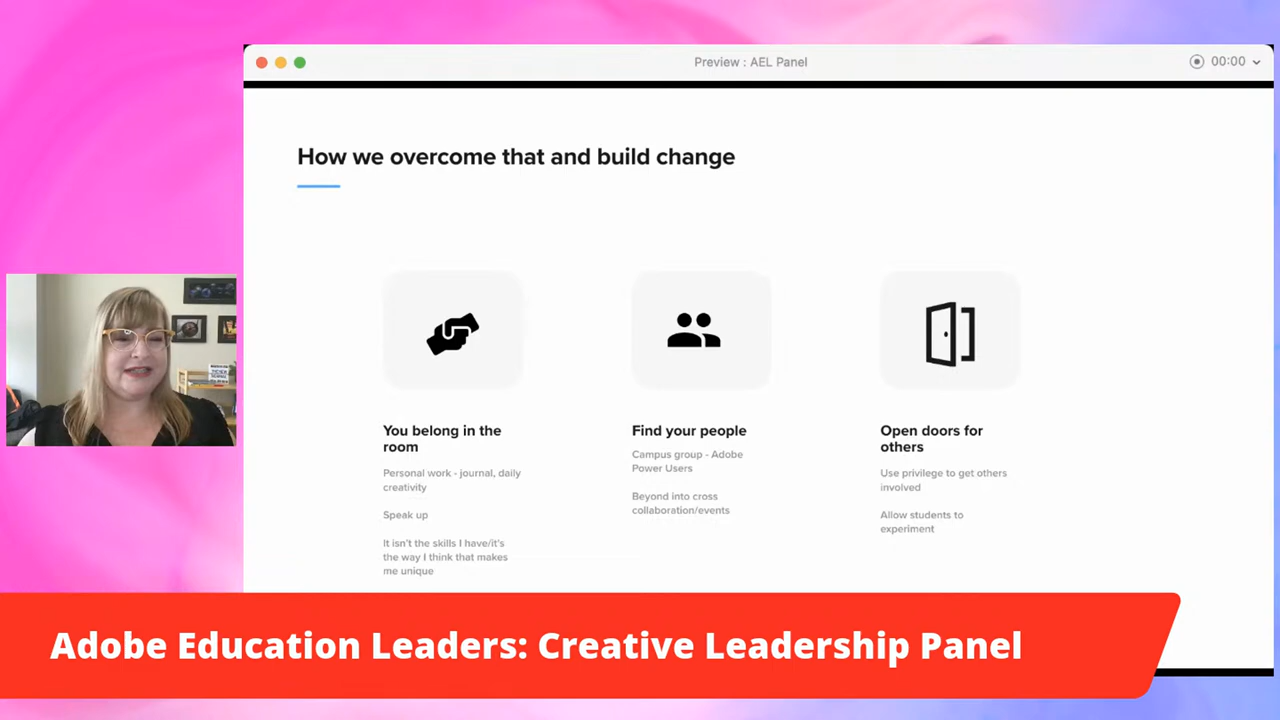 Preview : AEL Panel
00:00
How we overcome that and build change
You belong in the
room
Personal work - journal, daily
creativity
Speak up
It isn't the skills I have/it's
the way I think that makes
me unique
Find your people
Campus group - Adobe
Power Users
Beyond into cross
collaboration/events
Open doors for
others
Use privilege to get others
involved
Allow students to
experiment
Adobe Education Leaders: Creative Leadership Panel